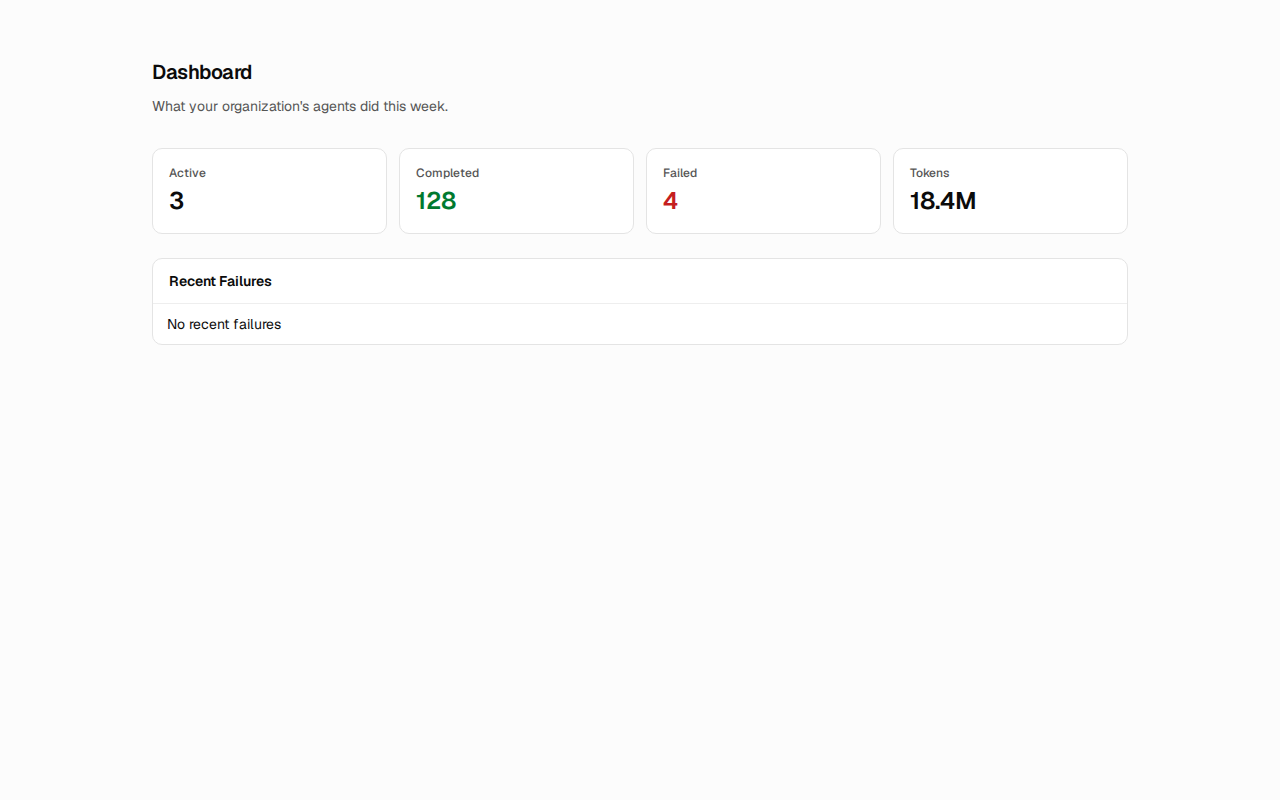 Dashboard
What your organization's agents did this week.
Active
3
Completed
128
Failed
4
Tokens
18.4M
Recent Failures
No recent failures